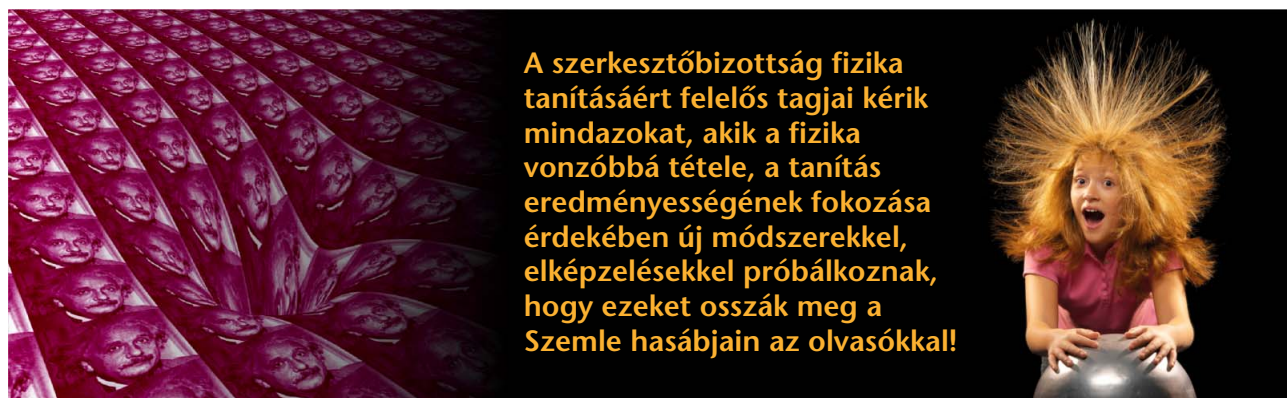 A szerkesztőbizottság fizika
tanításáért felelős tagjai kérik
mindazokat, akik a fizika
vonzóbbá tétele, a tanítás
eredményességének fokozása
érdekében új módszerekkel,
elképzelésekkel próbálkoznak,
hogy ezeket osszák meg a
Szemle hasábjain az olvasókkal!